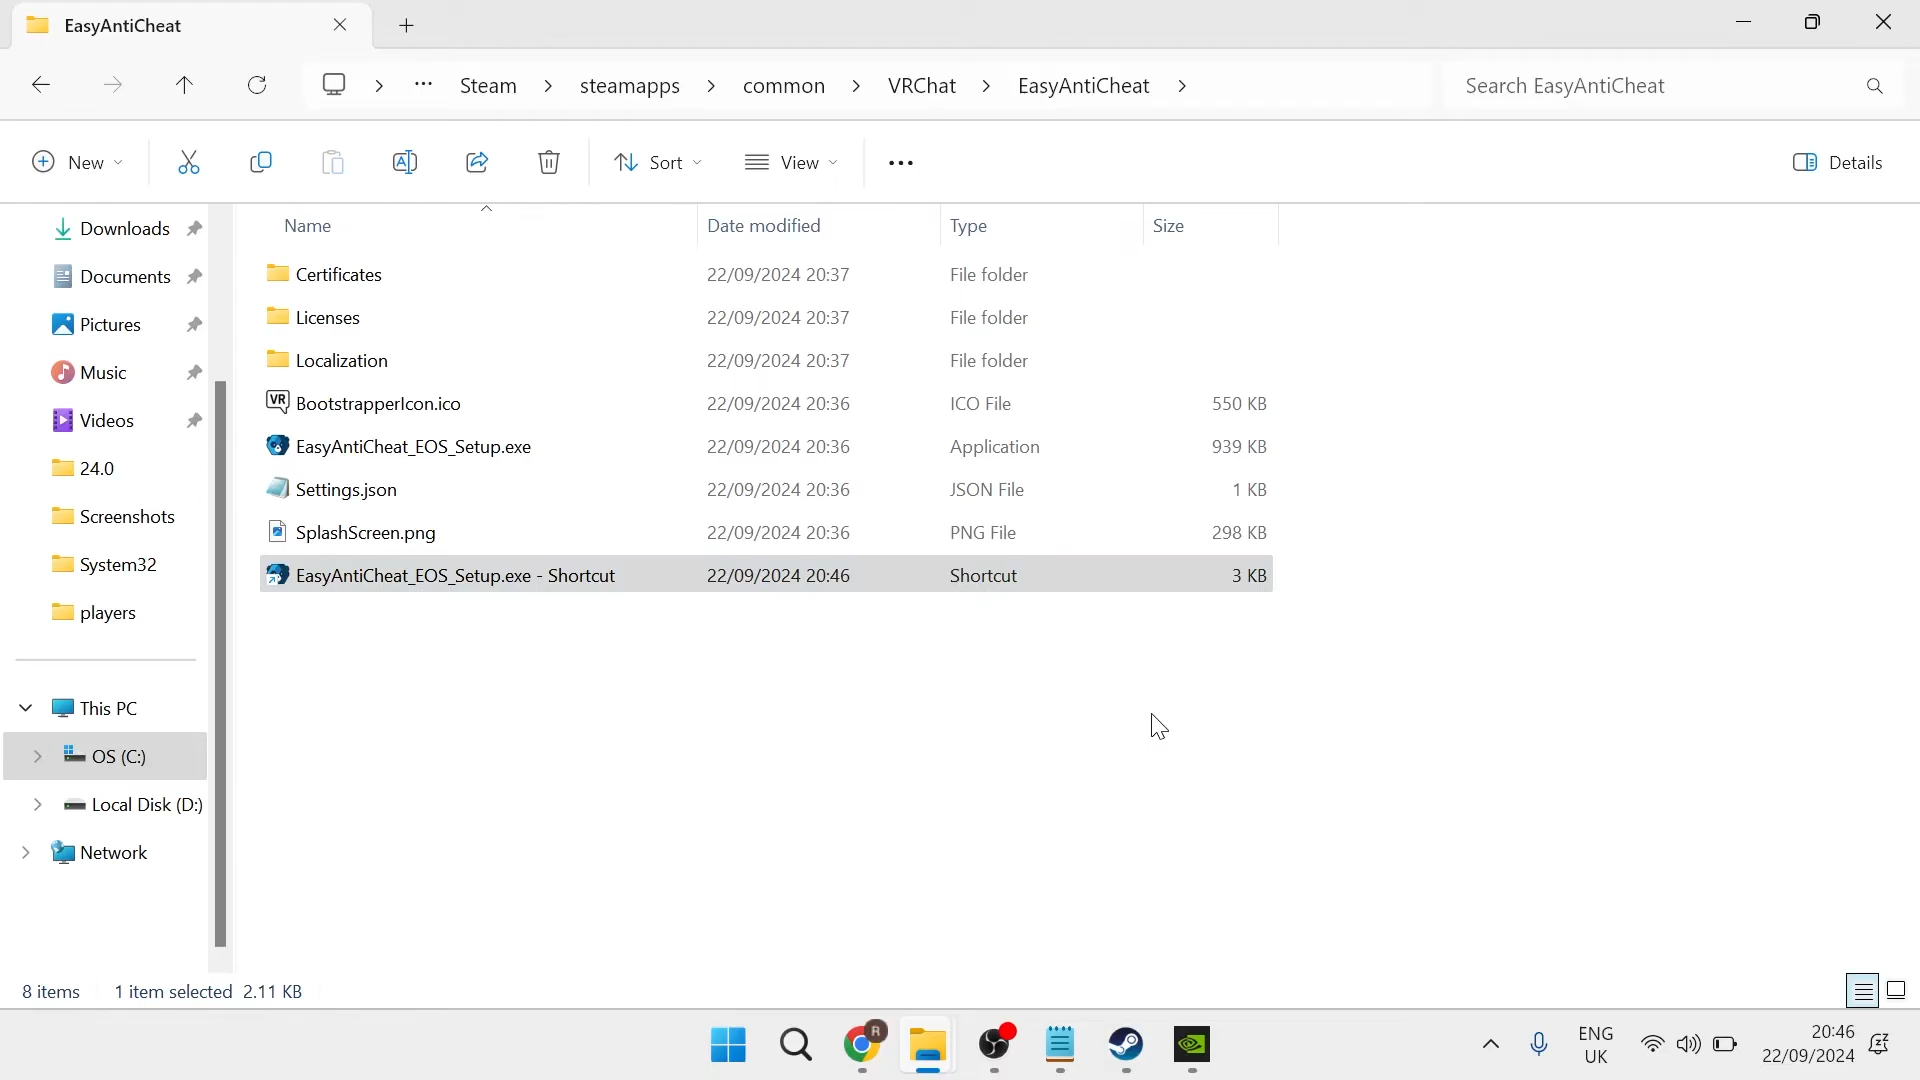 EasyAntiCheat
Steam steamapps common VRChat EasyAntiCheat
Search EasyAntiCheat
New Sort View Details
Name Date modified Type Size
Certificates 22/09/2024 20:37 File folder
Licenses 22/09/2024 20:37 File folder
Localization 22/09/2024 20:37 File folder
BootstrapperIcon.ico 22/09/2024 20:36 ICO File 550 KB
EasyAntiCheat_EOS_Setup.exe 22/09/2024 20:36 Application 939 KB
Settings.json 22/09/2024 20:36 JSON File 1 KB
SplashScreen.png 22/09/2024 20:36 PNG File 298 KB
EasyAntiCheat_EOS_Setup.exe - Shortcut 22/09/2024 20:46 Shortcut 3 KB
Downloads
Documents
Pictures
Music
Videos
24.0
Screenshots
System32
players
This PC
OS (C:)
Local Disk (D:)
Network
8 items 1 item selected 2.11 KB
R
ENG
UK
20:46
22/09/2024